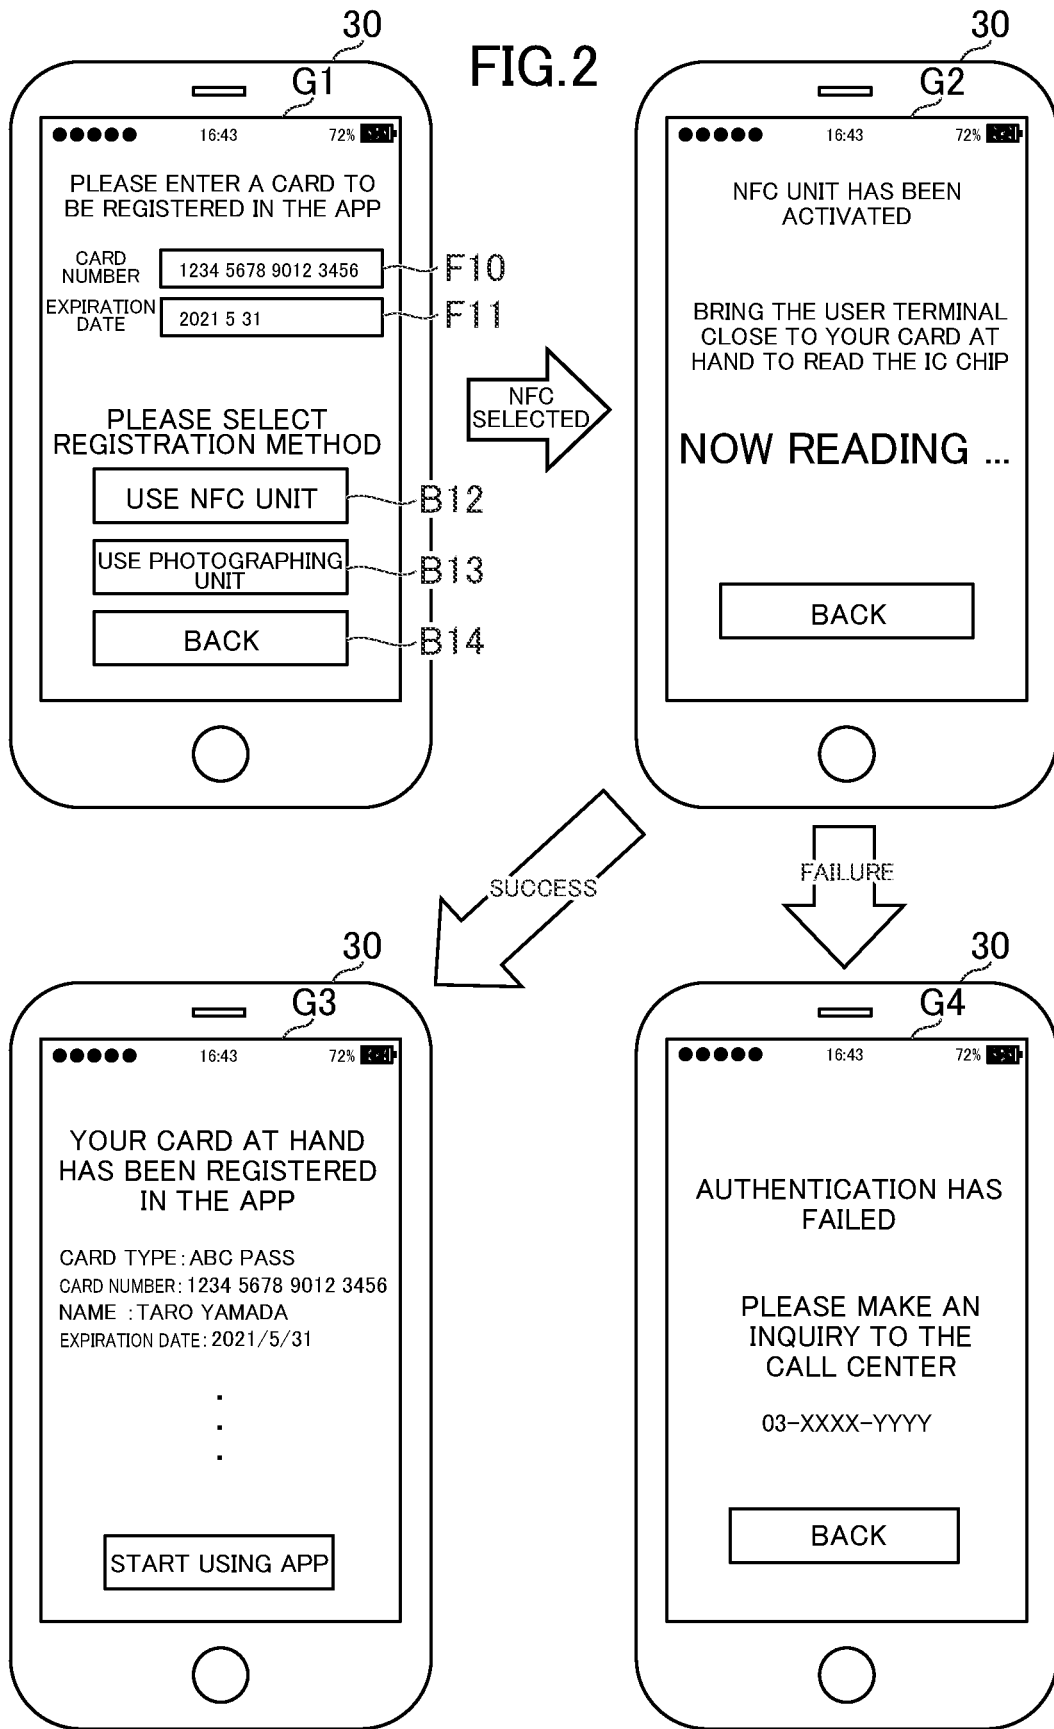 FIG.2
30
G1
16:43
72%
PLEASE ENTER A CARD TO
BE REGISTERED IN THE APP
CARD
NUMBER
1234 5678 9012 3456
F10
EXPIRATION
DATE
2021 5 31
F11
PLEASE SELECT
REGISTRATION METHOD
USE NFC UNIT
B12
USE PHOTOGRAPHING
UNIT
B13
BACK
B14
NFC
SELECTED
30
G2
16:43
72%
NFC UNIT HAS BEEN
ACTIVATED
BRING THE USER TERMINAL
CLOSE TO YOUR CARD AT
HAND TO READ THE IC CHIP
NOW READING ...
BACK
SUCCESS
FAILURE
30
G3
16:43
72%
YOUR CARD AT HAND
HAS BEEN REGISTERED
IN THE APP
CARD TYPE:ABC PASS
CARD NUMBER:1234 5678 9012 3456
NAME :TARO YAMADA
EXPIRATION DATE:2021/5/31
.
.
.
START USING APP
30
G4
16:43
72%
AUTHENTICATION HAS
FAILED
PLEASE MAKE AN
INQUIRY TO THE
CALL CENTER
03-XXXX-YYYY
BACK